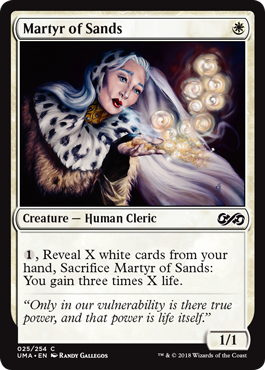 Martyr of Sands
Creature — Human Cleric
1, Reveal X white cards from your
hand, Sacrifice Martyr of Sands:
You gain three times X life.
“Only in our vulnerability is there true
power, and that power is life itself.”
1/1
025/254 C
UMA • EN Randy Gallegos
™ & © 2018 Wizards of the Coast